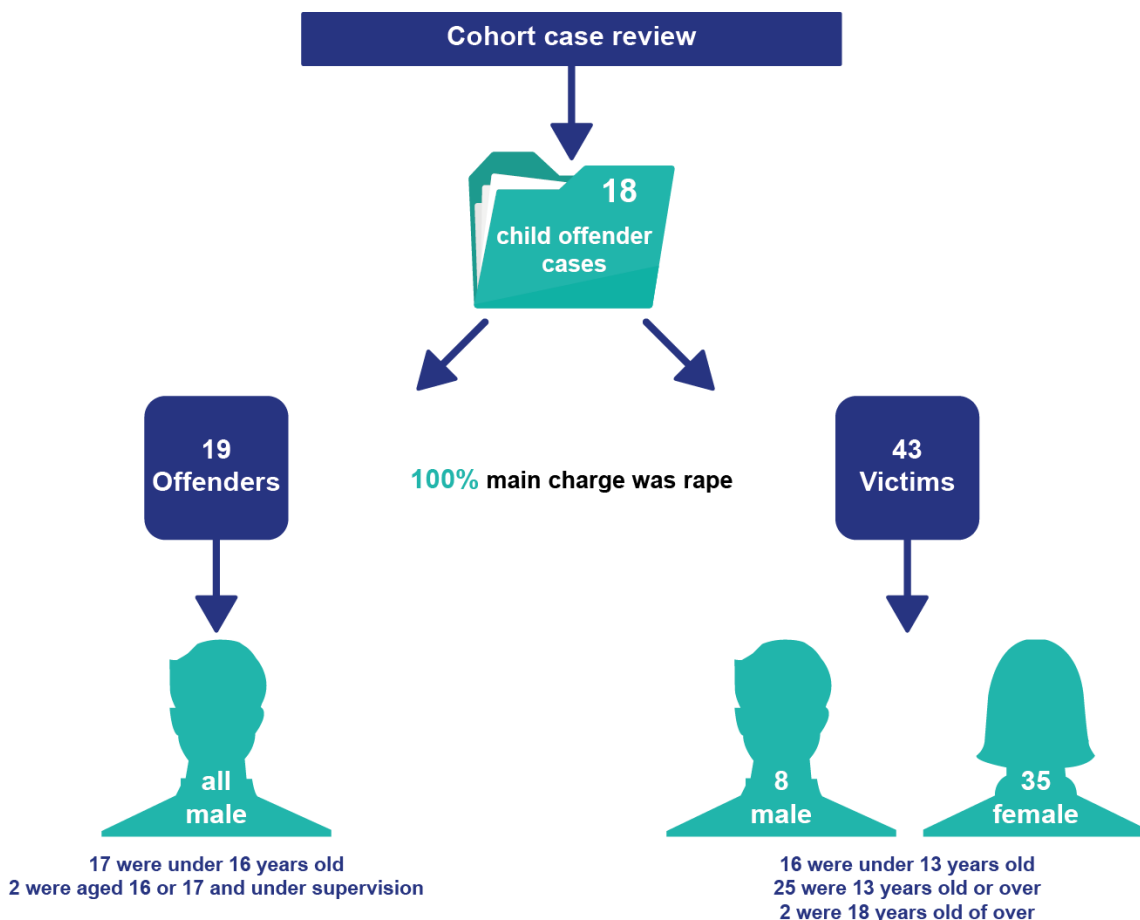 Cohort case review
18
child offender
cases
19
Offenders
100% main charge was rape
43
Victims
all
male
8
male
35
female
17 were under 16 years old
2 were aged 16 or 17 and under supervision
16 were under 13 years old
25 were 13 years old or over
2 were 18 years old of over